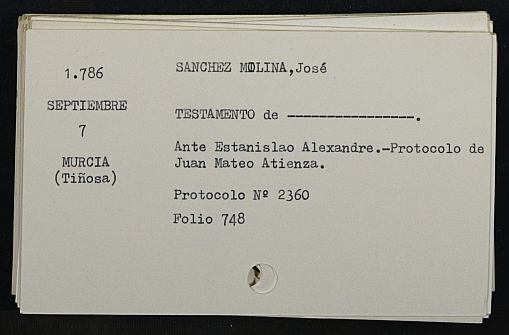 1.786
SEPTIEMBRE
7
MURCIA
(Tiñosa)
SANCHEZ MOLINA,José
TESTAMENTO de ----------------.
Ante Estanislao Alexandre.-Protocolo de
Juan Mateo Atienza.
Protocolo Nº 2360
Folio 748